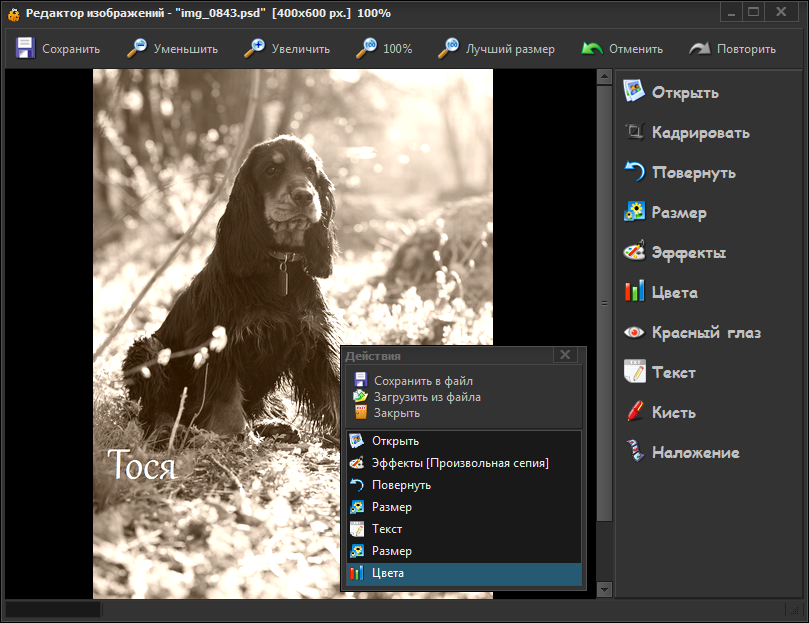 Редактор изображений - "img_0843.psd" [400x600 px.] 100%
Сохранить Уменьшить Увеличить 100% Лучший размер Отменить Повторить
Открыть
Кадрировать
Повернуть
Размер
Эффекты
Цвета
Красный глаз
Текст
Кисть
Наложение
Тося
Действия
Сохранить в файл
Загрузить из файла
Закрыть
Открыть
Эффекты [Произвольная сепия]
Повернуть
Размер
Текст
Размер
Цвета